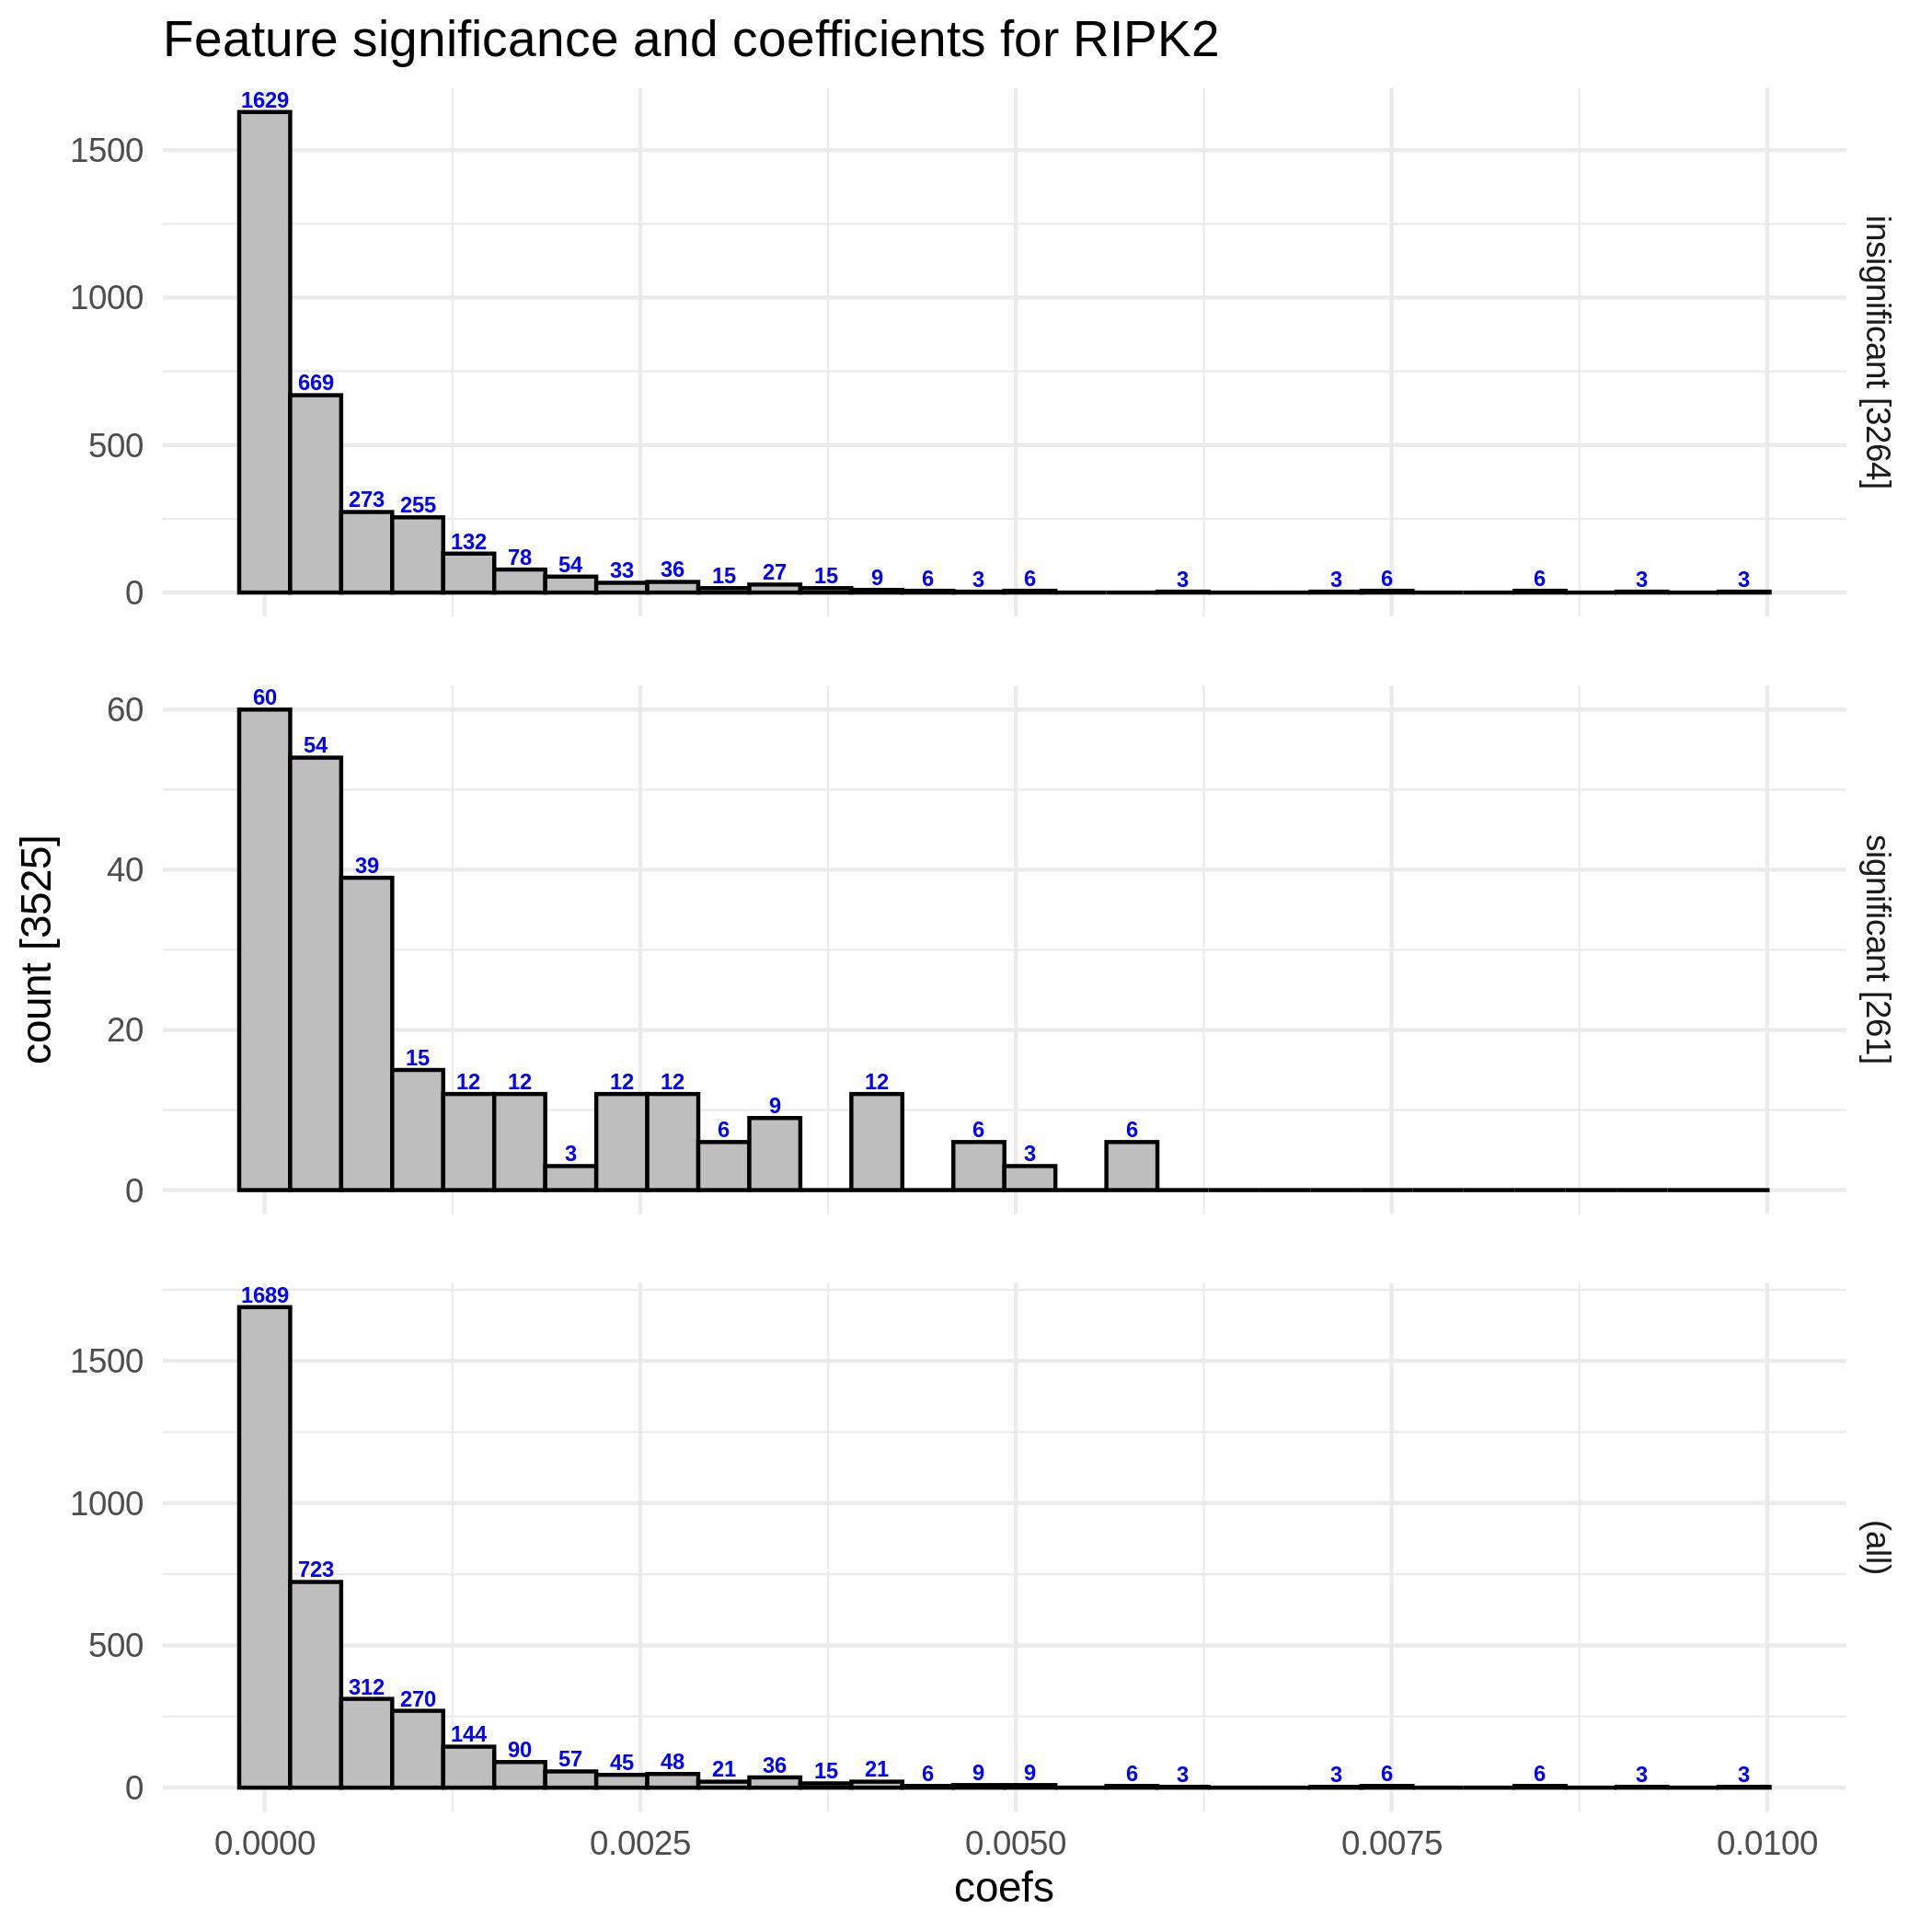 Feature significance and coefficients for RIPK2
1629
1500
1000
669
500
273 255
132 78 54 33 36 15 27 15 9 6 3 6 3 3 6 6 3 3
0
insignificant [3264]
60
60
54
40
39
20
15
12 12 3 12 12 6 9 12 6 3 6
0
significant [261]
count [3525]
1689
1500
1000
723
500
312 270
144 90 57 45 48 21 36 15 21 6 9 9 6 3 3 6 6 3 3
0
(all)
0.0000 0.0025 0.0050 0.0075 0.0100
coefs